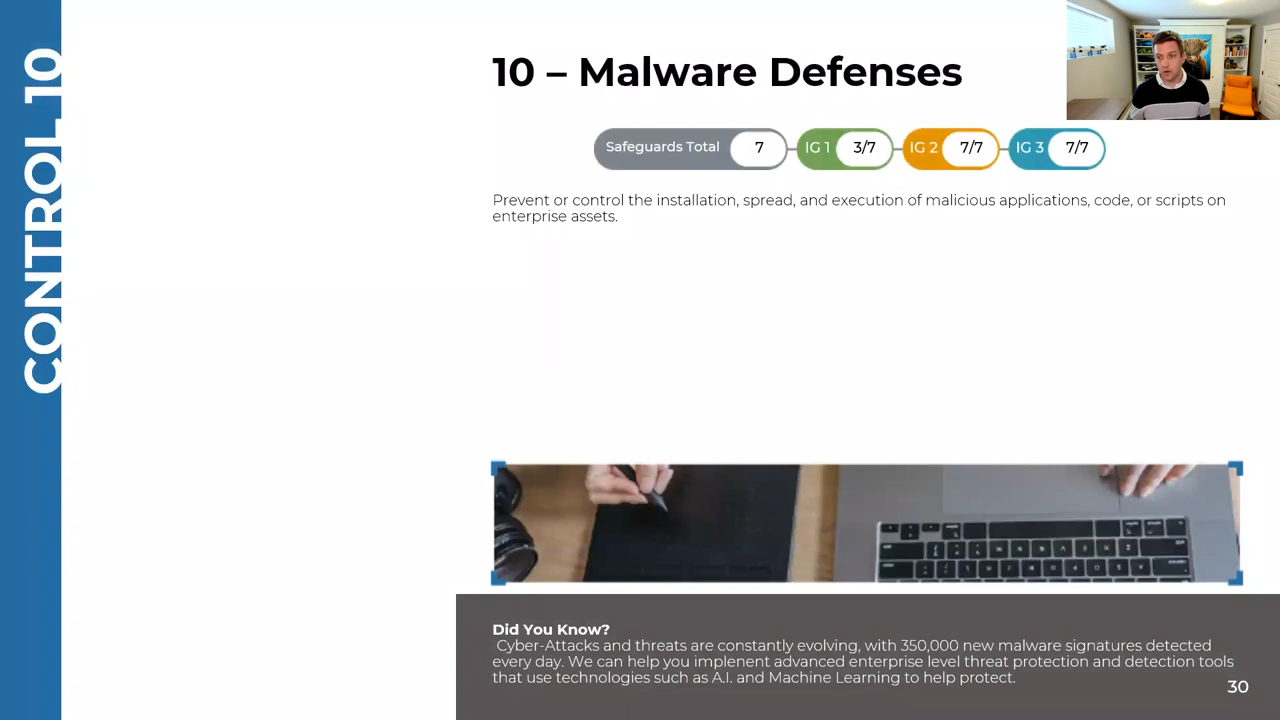 CONTROL 10
10 – Malware Defenses
Safeguards Total 7 IG 1 3/7 IG 2 7/7 IG 3 7/7
Prevent or control the installation, spread, and execution of malicious applications, code, or scripts on
enterprise assets.
Did You Know?
Cyber-Attacks and threats are constantly evolving, with 350,000 new malware signatures detected
every day. We can help you implenent advanced enterprise level threat protection and detection tools
that use technologies such as A.I. and Machine Learning to help protect.
30